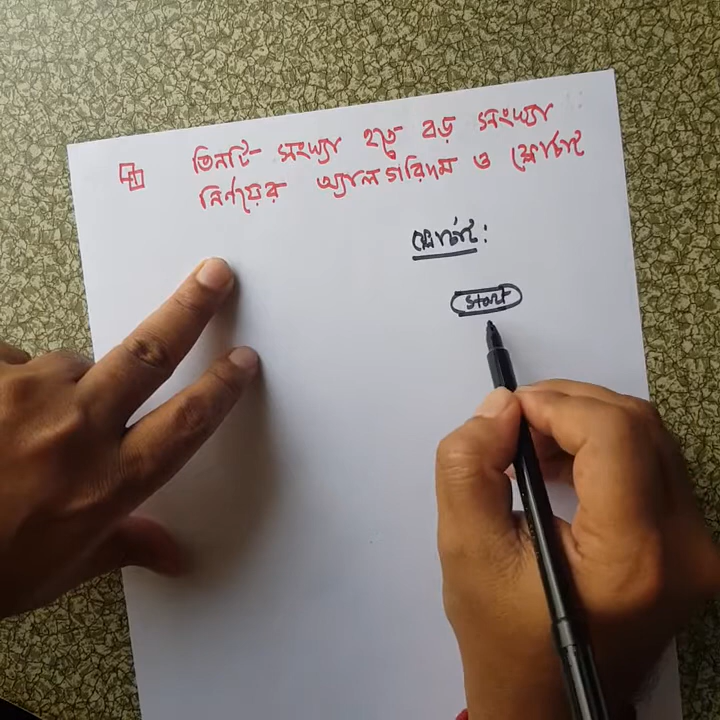 তিনটি সংখ্যা হতে বড় সংখ্যা
নির্ণয়ের অ্যালগরিদম ও ফ্লোচার্ট
ফ্লোচার্ট:
Start